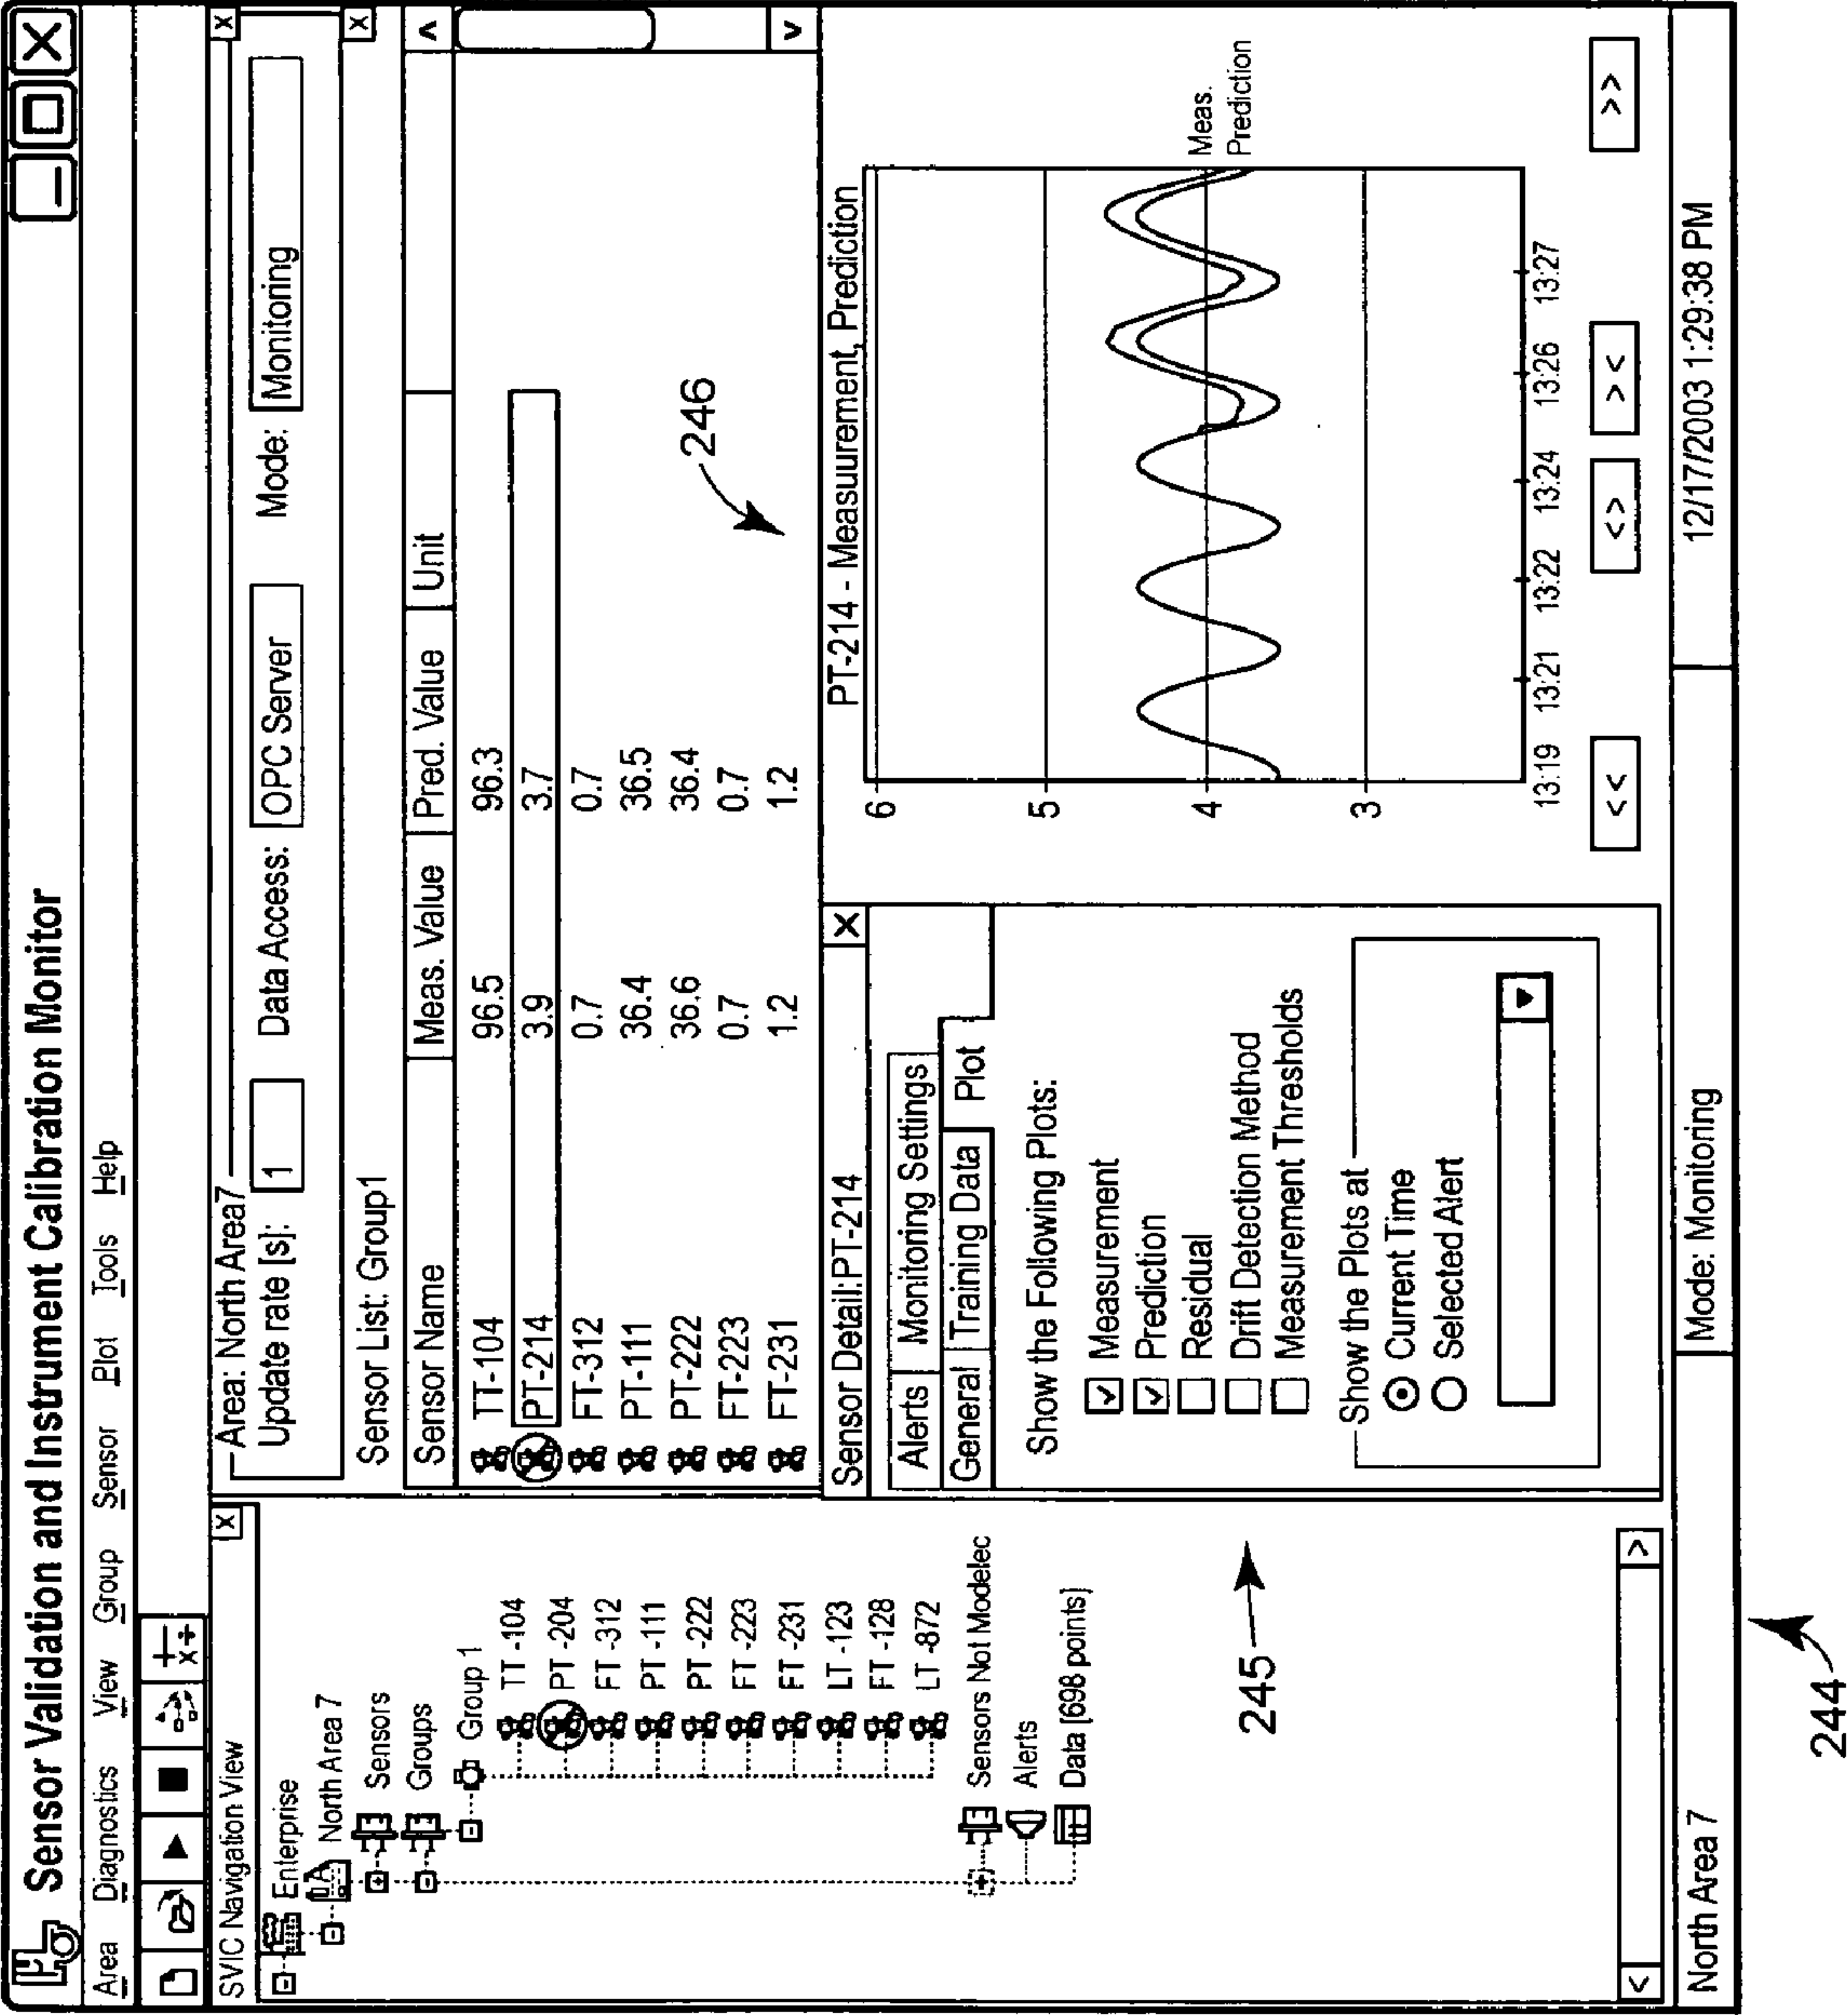 Sensor Validation and Instrument Calibration Monitor
Area Diagnostics View Group Sensor Plot Tools Help
SVIC Navigation View
Enterprise
North Area 7
Sensors
Groups
Group 1
TT -104
PT -204
FT -312
PT -111
PT -222
FT -223
FT -231
LT -123
FT -128
LT -872
Sensors Not Modelec
Alerts
Data [698 points]
Area: North Area7
Update rate [s]: 1 Data Access: OPC Server Mode: Monitoring
Sensor List: Group1
Sensor Name Meas. Value Pred. Value Unit
TT-104 96.5 96.3
PT-214 3.9 3.7
FT-312 0.7 0.7
PT-111 36.4 36.5
PT-222 36.6 36.4
FT-223 0.7 0.7
FT-231 1.2 1.2
Sensor Detail:PT-214
Alerts Monitoring Settings
General Training Data Plot
Show the Following Plots:
Measurement
Prediction
Residual
Drift Detection Method
Measurement Thresholds
Show the Plots at
Current Time
Selected Alert
246
PT-214 - Measurement, Prediction
6
5
4
3
Meas.
Prediction
13:19 13:21 13:22 13:24 13:26 13:27
<< <> >< >>
245
North Area 7 Mode: Monitoring 12/17/2003 1:29:38 PM
244